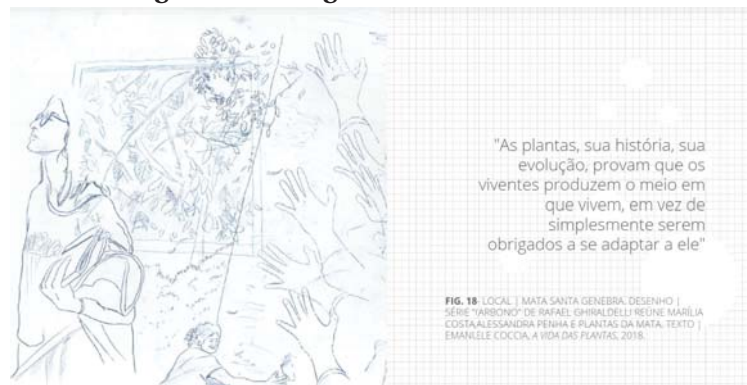 "As plantas, sua história, sua
evolução, provam que os
viventes produzem o meio em
que vivem, em vez de
simplesmente serem
obrigados a se adaptar a ele"
FIG. 18- LOCAL | MATA SANTA GENEBRA. DESENHO |
SÉRIE "(ARBONO" DE RAFAEL GHIRALDELLI REÚNE MARÍLIA
COSTA,ALESSANDRA PENHA E PLANTAS DA MATA. TEXTO |
EMANUELE COCCIA, A VIDA DAS PLANTAS, 2018.